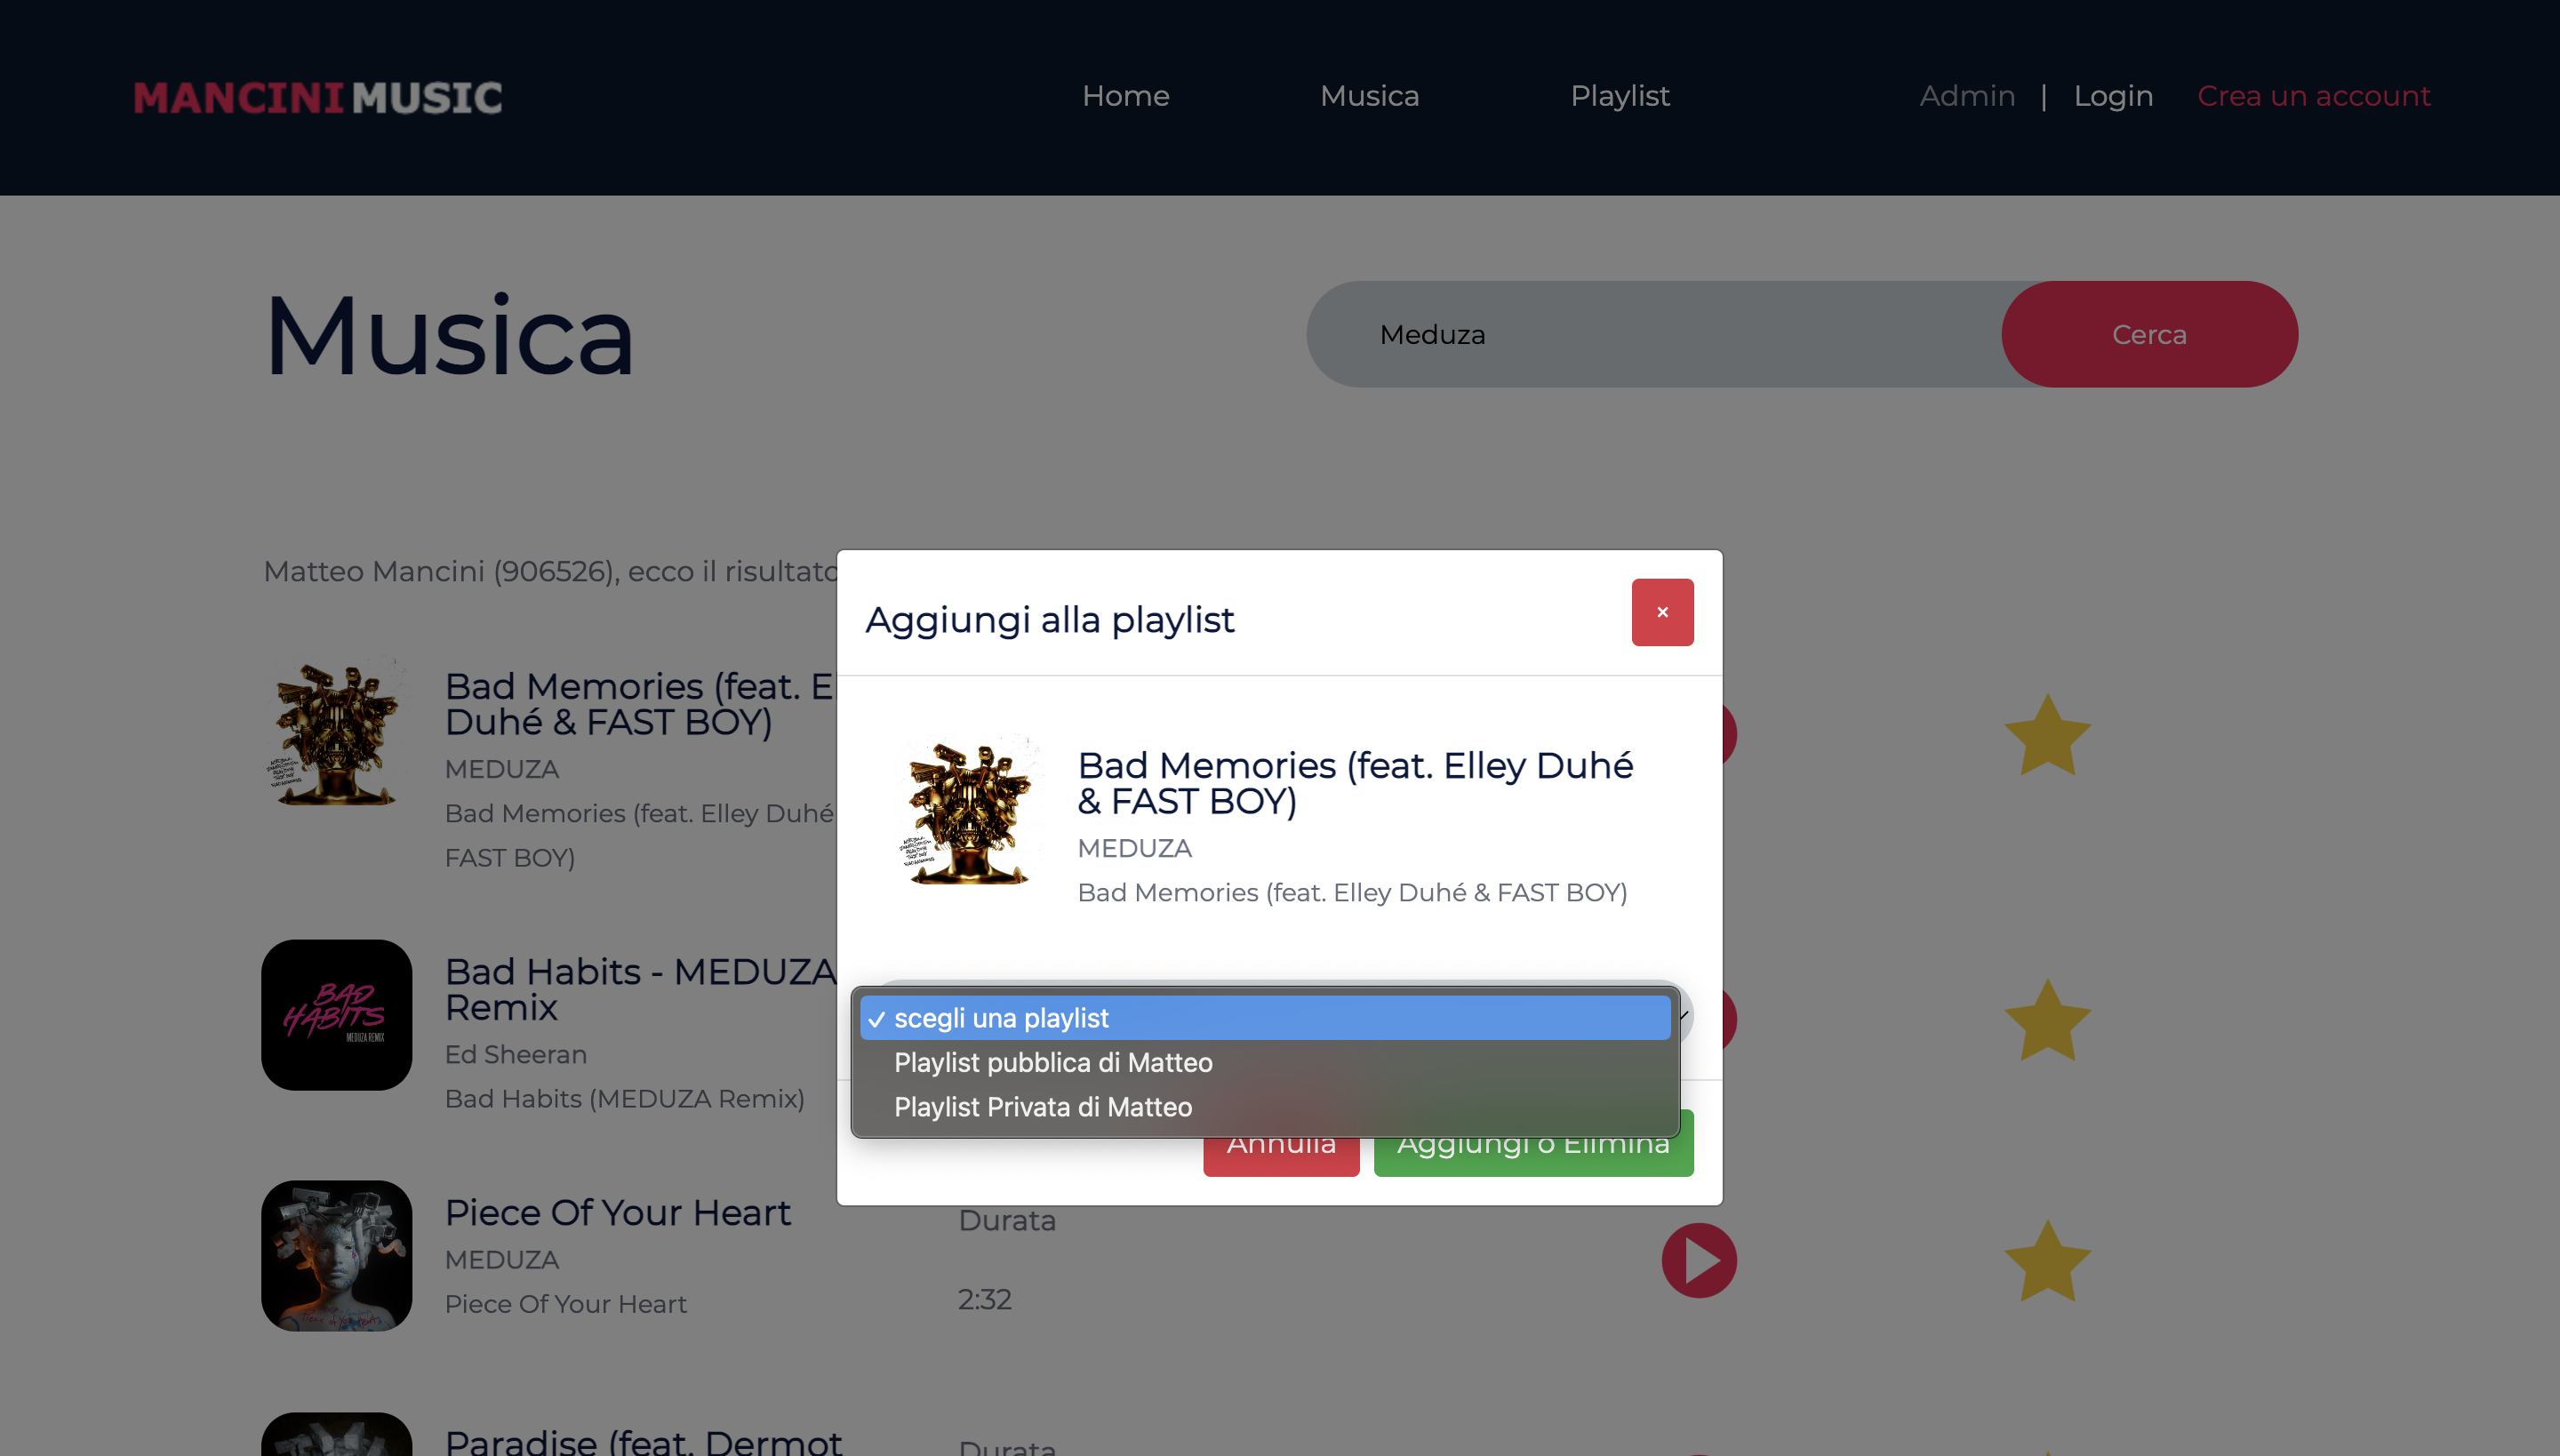 MANCINI MUSIC
Home
Musica
Playlist
Admin | Login Crea un account
Musica
Meduza
Cerca
Matteo Mancini (906526), ecco il risultato
Aggiungi alla playlist
×
Bad Memories (feat. Elley Duhé
& FAST BOY)
MEDUZA
Bad Memories (feat. Elley Duhé & FAST BOY)
✓ scegli una playlist
Playlist pubblica di Matteo
Playlist Privata di Matteo
Annulla
Aggiungi o Elimina
Bad Memories (feat. E
Duhé & FAST BOY)
MEDUZA
Bad Memories (feat. Elley Duhé
FAST BOY)
BAD
HABITS
MEDUZA REMIX
Bad Habits - MEDUZA
Remix
Ed Sheeran
Bad Habits (MEDUZA Remix)
Piece Of Your Heart
MEDUZA
Piece Of Your Heart
Durata
2:32
Paradise (feat. Dermot
Durata